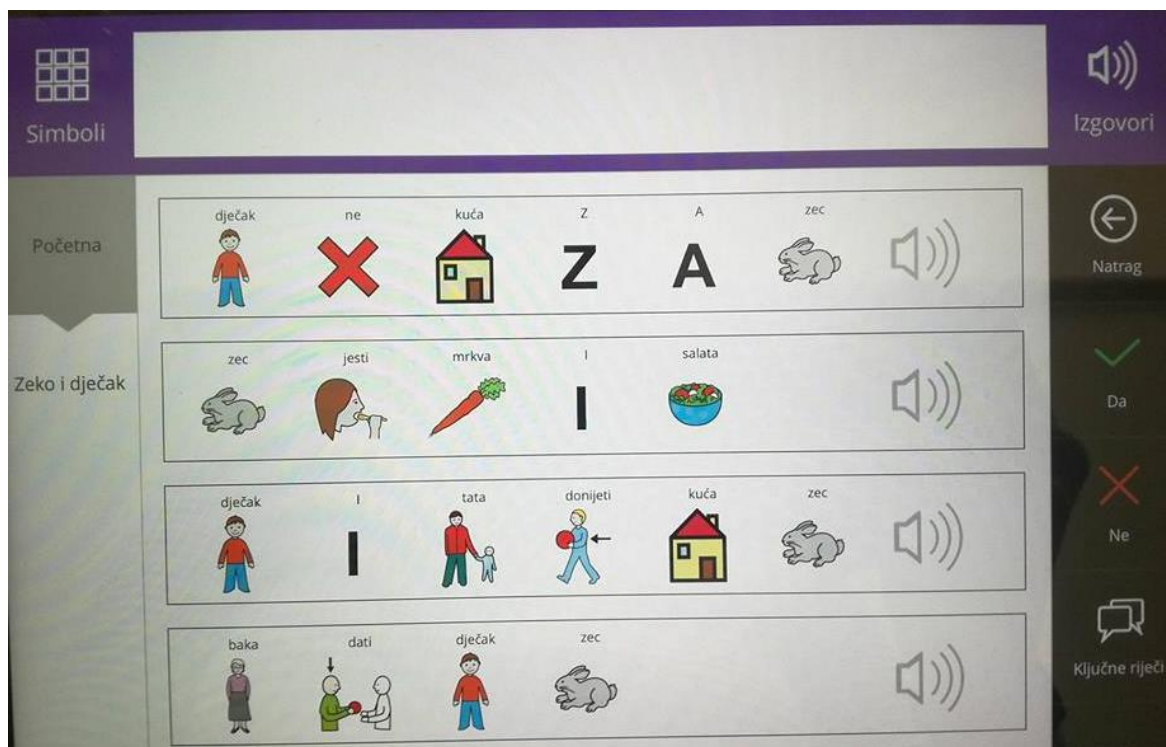 Simboli
Izgovori
Početna
Zeko i dječak
dječak ne kuća Z A zec
Z A
zec jesti mrkva I salata
I
dječak I tata donijeti kuća zec
I
baka dati dječak zec
Natrag
Da
Ne
Ključne riječi